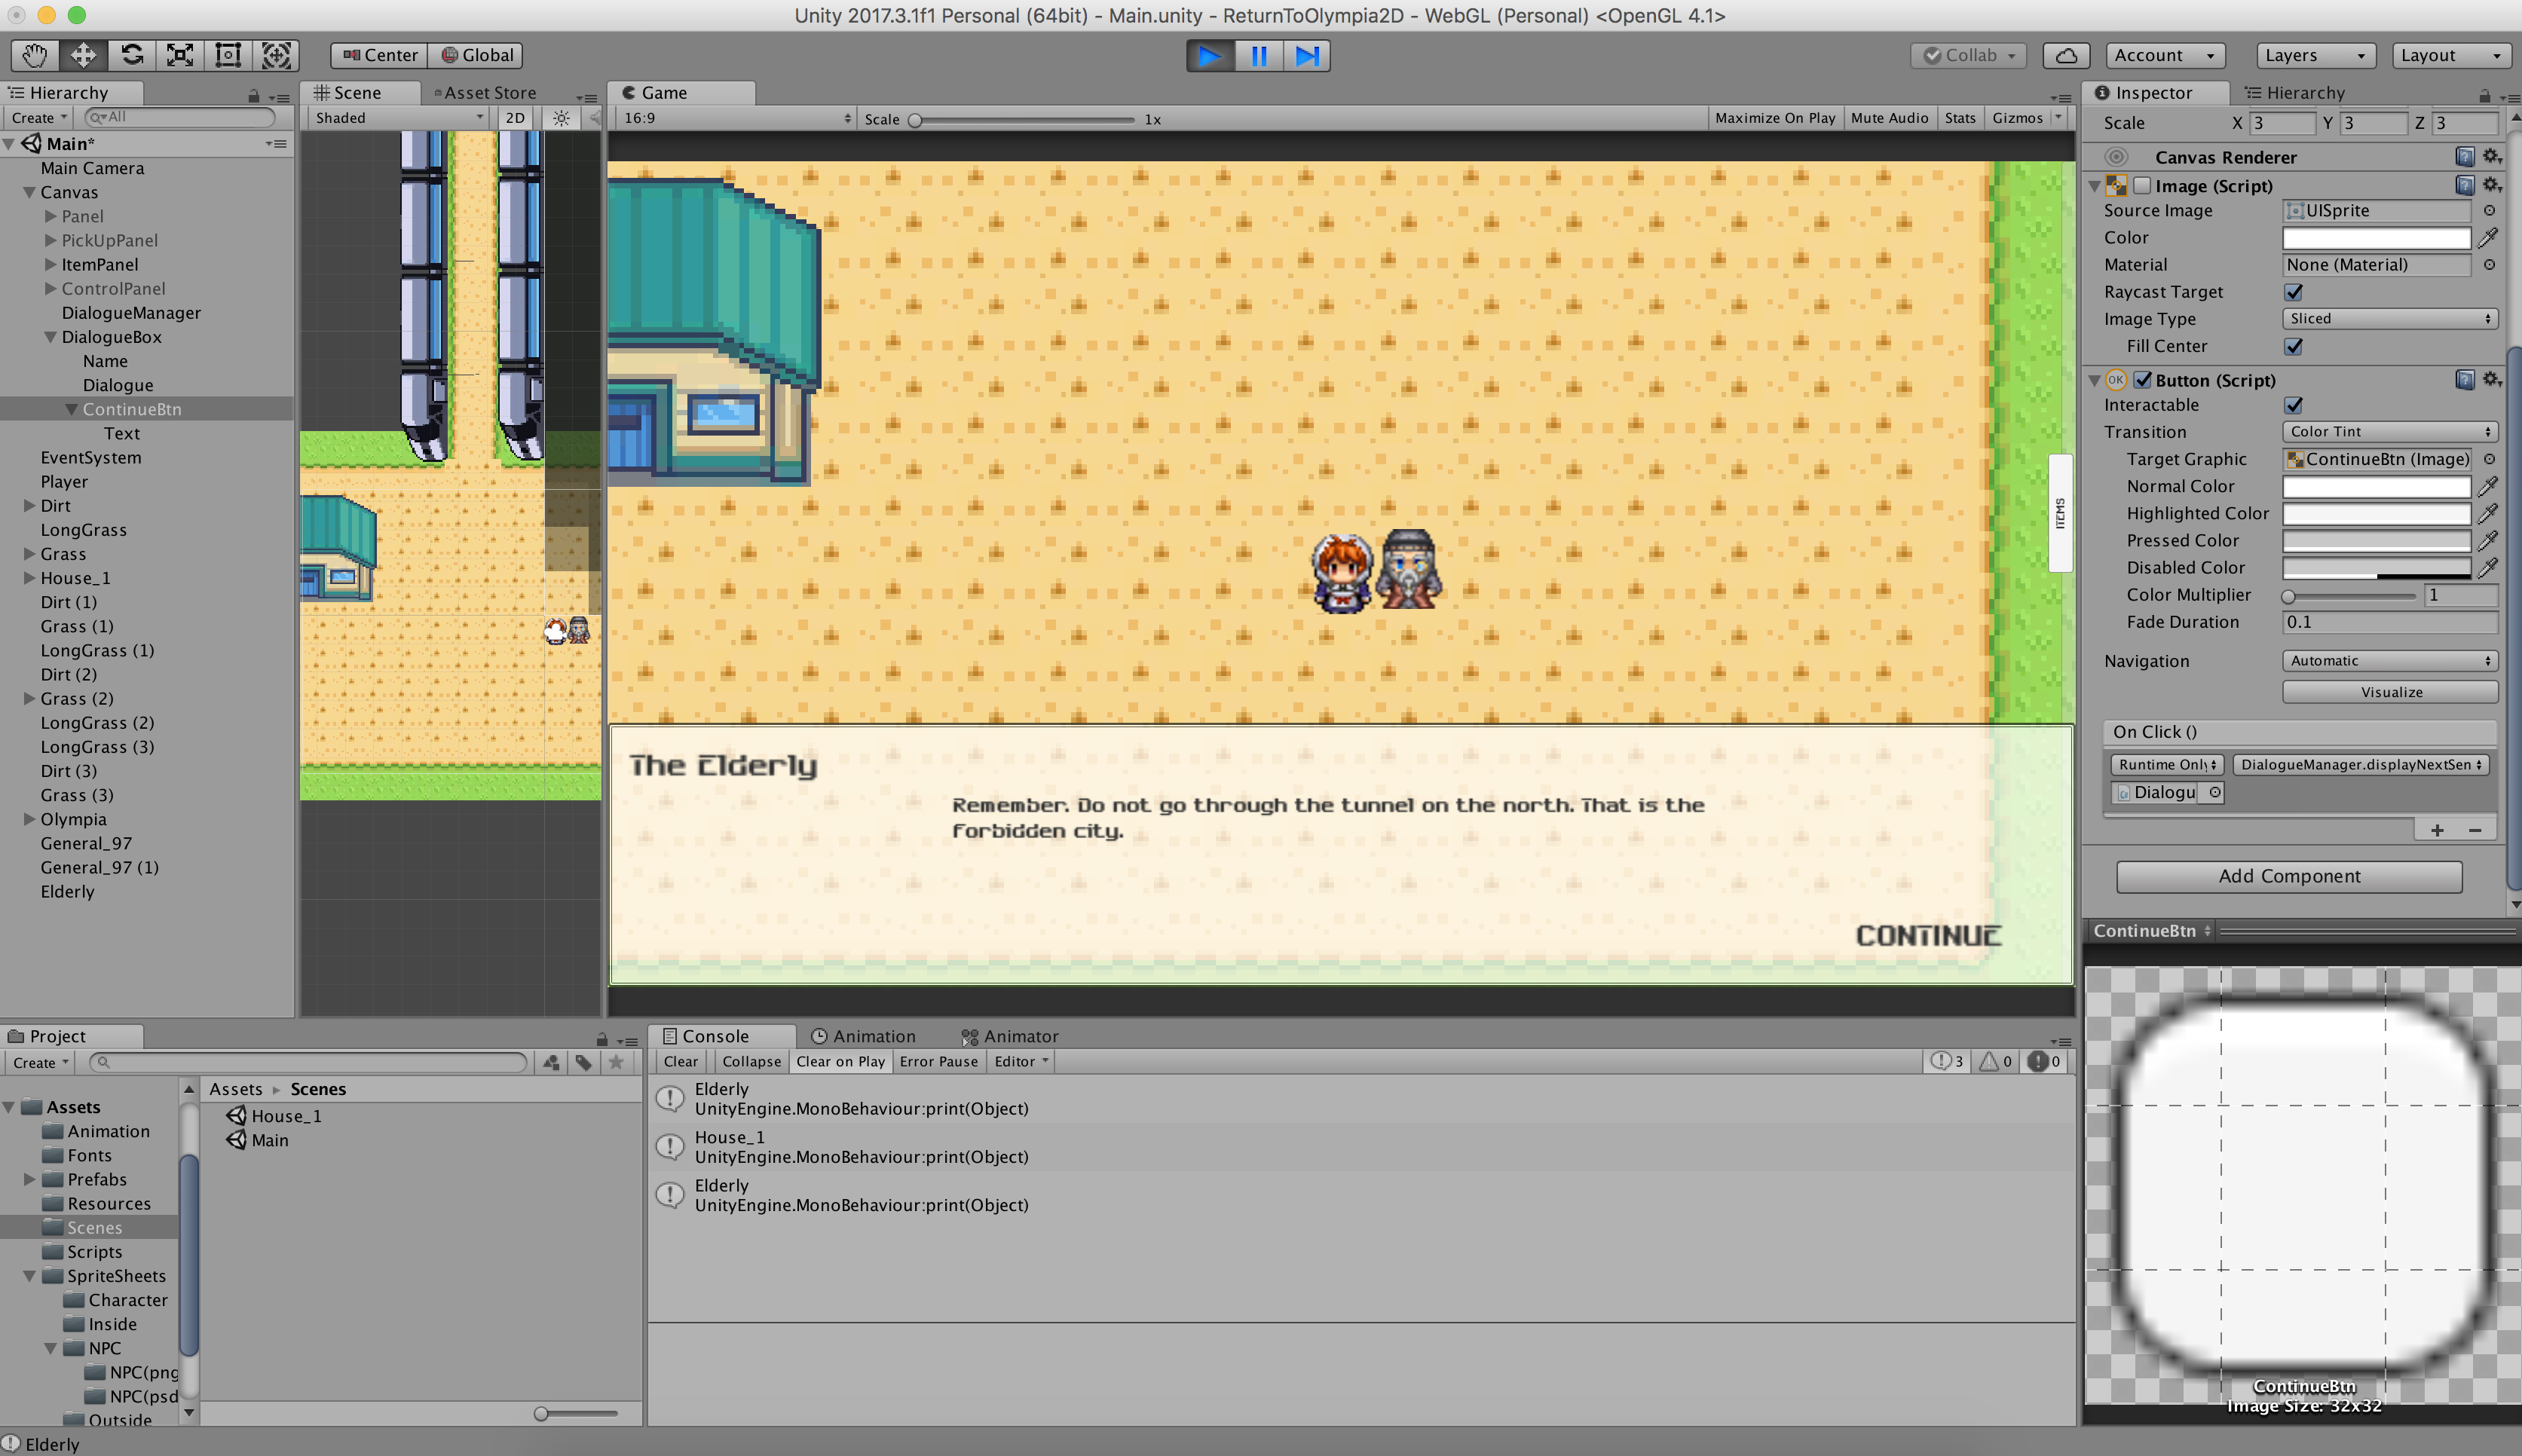 Unity 2017.3.1f1 Personal (64bit) - Main.unity - ReturnToOlympia2D - WebGL (Personal) <OpenGL 4.1>
Center Global
Collab Account Layers Layout
Hierarchy
Create All
Main*
Main Camera
Canvas
Panel
PickUpPanel
ItemPanel
ControlPanel
DialogueManager
DialogueBox
Name
Dialogue
ContinueBtn
Text
EventSystem
Player
Dirt
LongGrass
Grass
House_1
Dirt (1)
Grass (1)
LongGrass (1)
Dirt (2)
Grass (2)
LongGrass (2)
LongGrass (3)
Dirt (3)
Grass (3)
Olympia
General_97
General_97 (1)
Elderly
Scene Asset Store
Shaded 2D
Game
16:9 Scale 1x Maximize On Play Mute Audio Stats Gizmos
ITEMS
The Elderly
Remember. Do not go through the tunnel on the north. That is the
Forbidden city.
CONTINUE
Inspector Hierarchy
Scale X 3 Y 3 Z 3
Canvas Renderer
Image (Script)
Source Image UISprite
Color
Material None (Material)
Raycast Target
Image Type Sliced
Fill Center
OK Button (Script)
Interactable
Transition Color Tint
Target Graphic ContinueBtn (Image)
Normal Color
Highlighted Color
Pressed Color
Disabled Color
Color Multiplier 1
Fade Duration 0.1
Navigation Automatic
Visualize
On Click ()
Runtime Only DialogueManager.displayNextSen
Dialogu
+ −
Add Component
ContinueBtn
ContinueBtn
Image Size: 32x32
Project
Create
Assets
Animation
Fonts
Prefabs
Resources
Scenes
Scripts
SpriteSheets
Character
Inside
NPC
NPC(png
NPC(psd
Outside
Assets Scenes
House_1
Main
Console Animation Animator
Clear Collapse Clear on Play Error Pause Editor 3 0 0
Elderly
UnityEngine.MonoBehaviour:print(Object)
House_1
UnityEngine.MonoBehaviour:print(Object)
Elderly
UnityEngine.MonoBehaviour:print(Object)
Elderly